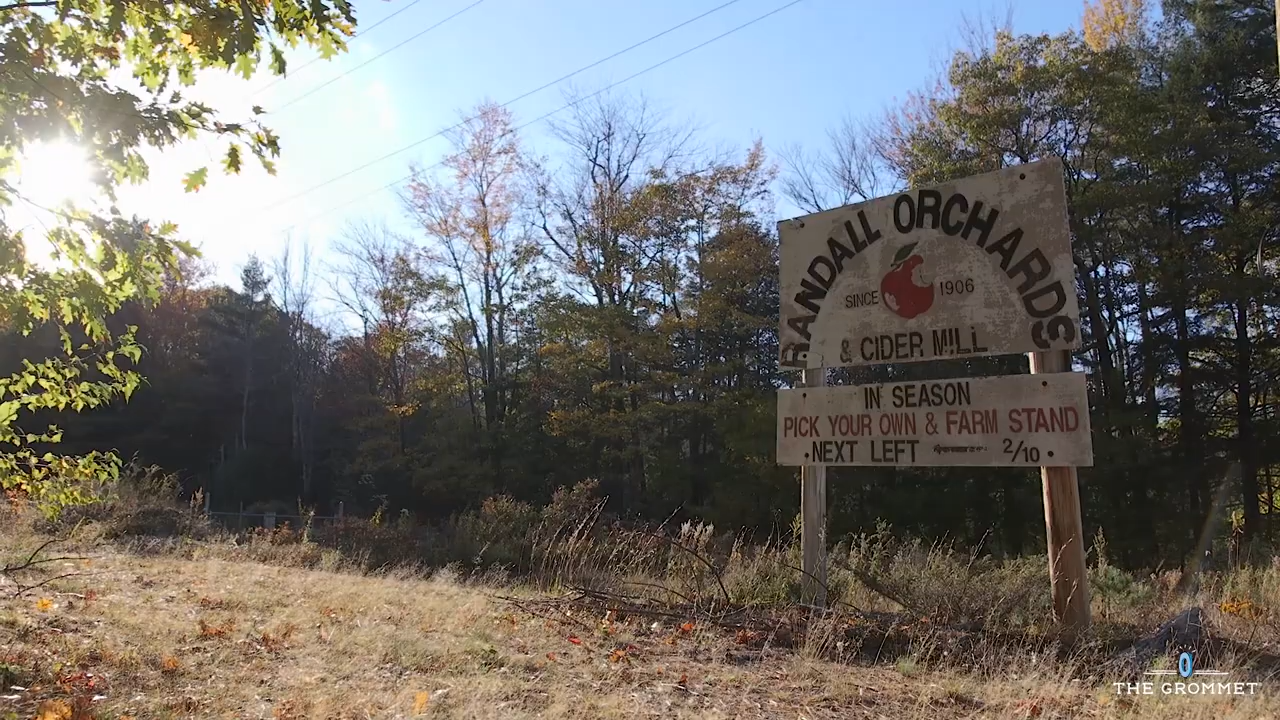 RANDALL ORCHARDS
SINCE 1906
& CIDER MILL
IN SEASON
PICK YOUR OWN & FARM STAND
NEXT LEFT 2/10
THE GROMMET